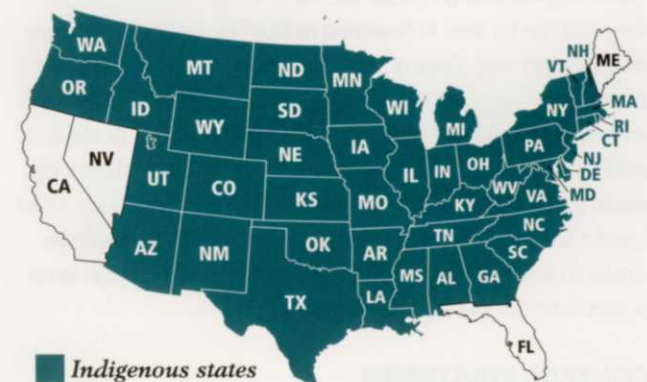 WA
MT
ND
MN
OR
ID
SD
WI
WY
MI
NE
IA
NV
CA
UT
CO
KS
MO
IL
IN
OH
KY
WV
VA
PA
NY
VT
NH
ME
MA
RI
CT
NJ
DE
MD
NC
TN
SC
AZ
NM
OK
AR
TX
LA
MS
AL
GA
FL
Indigenous states